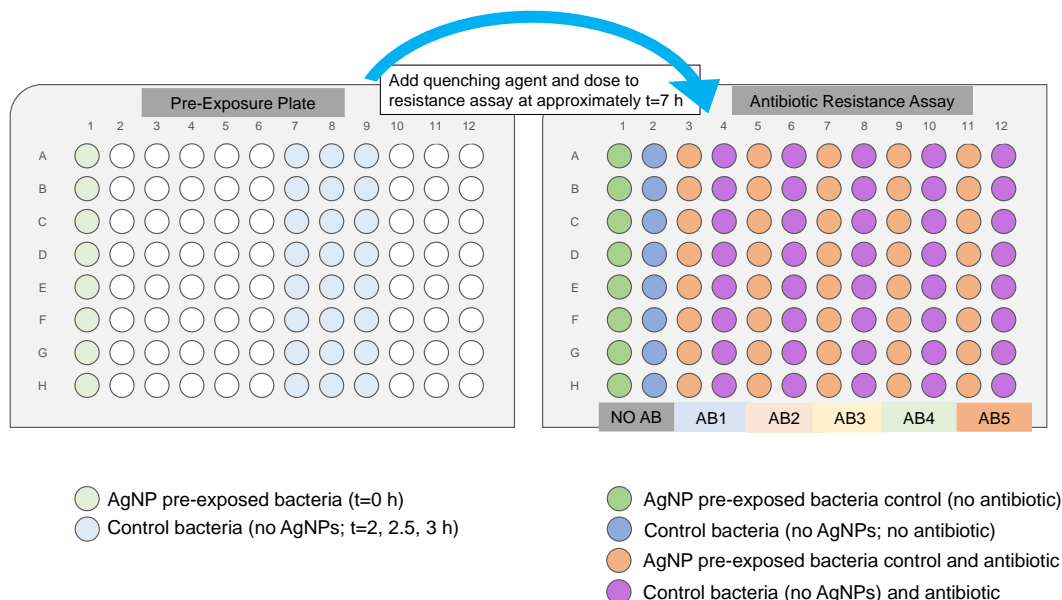 Add quenching agent and dose to
resistance assay at approximately t=7 h
Pre-Exposure Plate
1 2 3 4 5 6 7 8 9 10 11 12
A
B
C
D
E
F
G
H
AgNP pre-exposed bacteria (t=0 h)
Control bacteria (no AgNPs; t=2, 2.5, 3 h)
Antibiotic Resistance Assay
1 2 3 4 5 6 7 8 9 10 11 12
A
B
C
D
E
F
G
H
NO AB AB1 AB2 AB3 AB4 AB5
AgNP pre-exposed bacteria control (no antibiotic)
Control bacteria (no AgNPs; no antibiotic)
AgNP pre-exposed bacteria control and antibiotic
Control bacteria (no AgNPs) and antibiotic